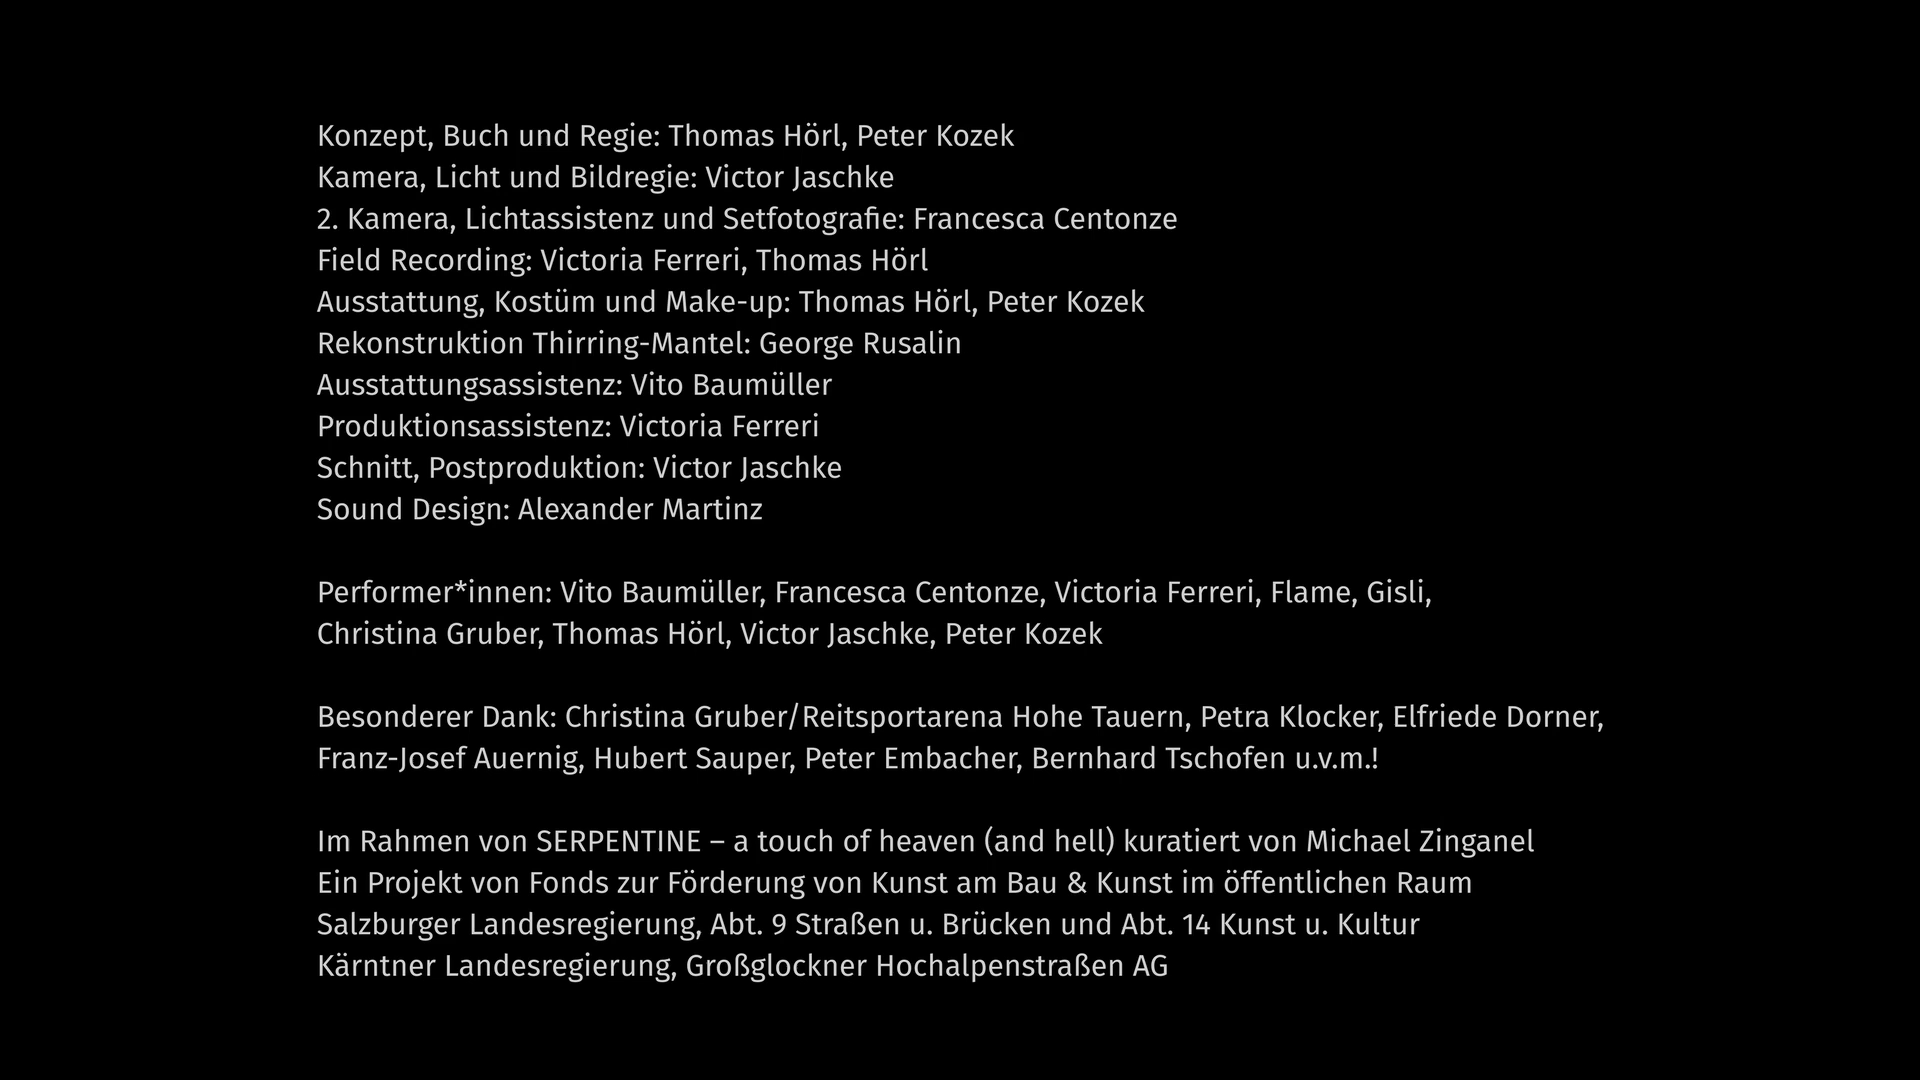 Konzept, Buch und Regie: Thomas Hörl, Peter Kozek
Kamera, Licht und Bildregie: Victor Jaschke
2. Kamera, Lichtassistenz und Setfotografie: Francesca Centonze
Field Recording: Victoria Ferreri, Thomas Hörl
Ausstattung, Kostüm und Make-up: Thomas Hörl, Peter Kozek
Rekonstruktion Thirring-Mantel: George Rusalin
Ausstattungsassistenz: Vito Baumüller
Produktionsassistenz: Victoria Ferreri
Schnitt, Postproduktion: Victor Jaschke
Sound Design: Alexander Martinz
Performer*innen: Vito Baumüller, Francesca Centonze, Victoria Ferreri, Flame, Gisli,
Christina Gruber, Thomas Hörl, Victor Jaschke, Peter Kozek
Besonderer Dank: Christina Gruber/Reitsportarena Hohe Tauern, Petra Klocker, Elfriede Dorner,
Franz-Josef Auernig, Hubert Sauper, Peter Embacher, Bernhard Tschofen u.v.m.!
Im Rahmen von SERPENTINE – a touch of heaven (and hell) kuratiert von Michael Zinganel
Ein Projekt von Fonds zur Förderung von Kunst am Bau & Kunst im öffentlichen Raum
Salzburger Landesregierung, Abt. 9 Straßen u. Brücken und Abt. 14 Kunst u. Kultur
Kärntner Landesregierung, Großglockner Hochalpenstraßen AG